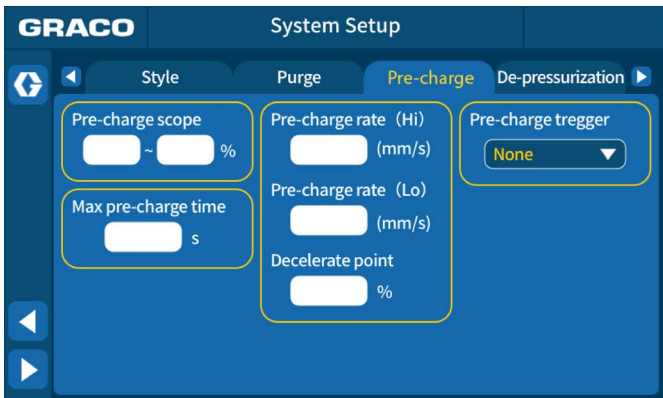 GRACO
System Setup
Style
Purge
Pre-charge
De-pressurization
Pre-charge scope
~
%
Max pre-charge time
s
Pre-charge rate（Hi）
(mm/s)
Pre-charge rate（Lo）
(mm/s)
Decelerate point
%
Pre-charge tregger
None